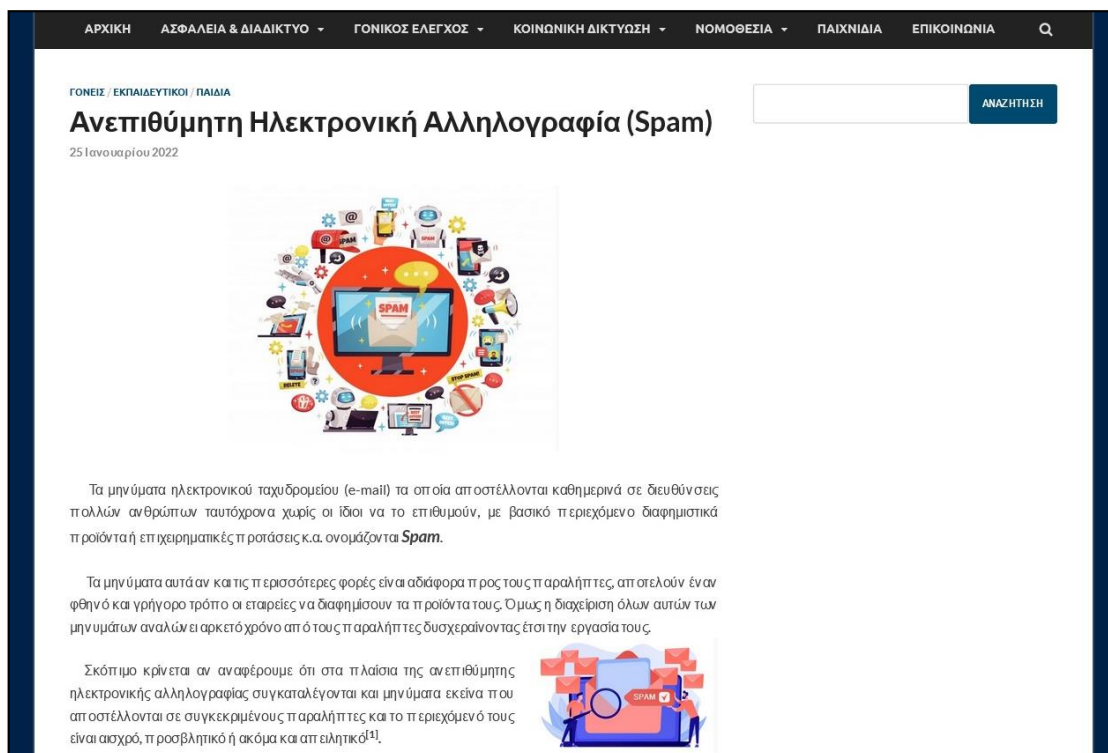 ΑΡΧΙΚΗ ΑΣΦΑΛΕΙΑ & ΔΙΑΔΙΚΤΥΟ ΓΟΝΙΚΟΣ ΕΛΕΓΧΟΣ ΚΟΙΝΩΝΙΚΗ ΔΙΚΤΥΩΣΗ ΝΟΜΟΘΕΣΙΑ ΠΑΙΧΝΙΔΙΑ ΕΠΙΚΟΙΝΩΝΙΑ
ΓΟΝΕΙΣ / ΕΚΠΑΙΔΕΥΤΙΚΟΙ / ΠΑΙΔΙΑ
ΑΝΑΖΗΤΗΣΗ
Ανεπιθύμητη Ηλεκτρονική Αλληλογραφία (Spam)
25 Ιανουαρίου 2022
SPAM
SPAM
SPAM
DELETE
STOP SPAM!
Τα μηνύματα ηλεκτρονικού ταχυδρομείου (e-mail) τα οποία αποστέλλονται καθημερινά σε διευθύνσεις
πολλών ανθρώπων ταυτόχρονα χωρίς οι ίδιοι να το επιθυμούν, με βασικό περιεχόμενο διαφημιστικά
προϊόντα ή επιχειρηματικές προτάσεις κ.α. ονομάζονται Spam.
Τα μηνύματα αυτά αν και τις περισσότερες φορές είναι αδιάφορα προς τους παραλήπτες, αποτελούν έναν
φθηνό και γρήγορο τρόπο οι εταιρείες να διαφημίσουν τα προϊόντα τους. Όμως η διαχείριση όλων αυτών των
μηνυμάτων αναλώνει αρκετό χρόνο από τους παραλήπτες δυσχεραίνοντας έτσι την εργασία τους.
Σκόπιμο κρίνεται αν αναφέρουμε ότι στα πλαίσια της ανεπιθύμητης
ηλεκτρονικής αλληλογραφίας συγκαταλέγονται και μηνύματα εκείνα που
αποστέλλονται σε συγκεκριμένους παραλήπτες και το περιεχόμενό τους
είναι αισχρό, προσβλητικό ή ακόμα και απειλητικό[1].
SPAM